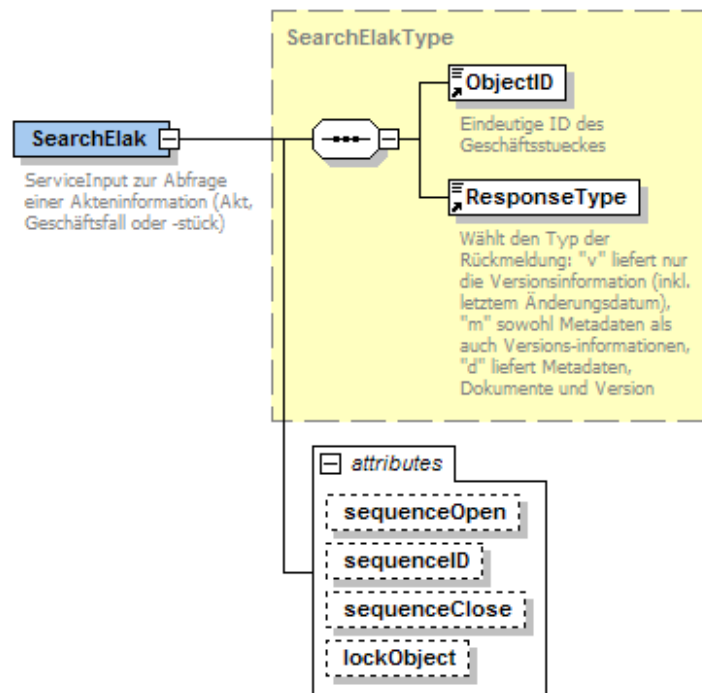 SearchElakType
ObjectID
Eindeutige ID des
Geschäftsstueckes
SearchElak
ServiceInput zur Abfrage
einer Akteninformation (Akt,
Geschäftsfall oder -stück)
ResponseType
Wählt den Typ der
Rückmeldung: "v" liefert nur
die Versionsinformation (inkl.
letztem Änderungsdatum),
"m" sowohl Metadaten als
auch Versions-informationen,
"d" liefert Metadaten,
Dokumente und Version
attributes
sequenceOpen
sequenceID
sequenceClose
lockObject